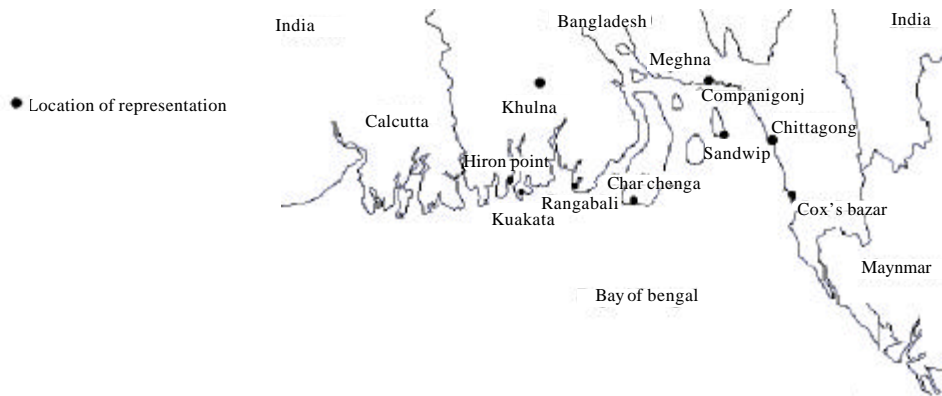 India
Bangladesh
India
Meghna
Companigonj
Location of representation
Khulna
Calcutta
Chittagong
Sandwip
Hiron point
Char chenga
Rangabali
Kuakata
Cox's bazar
Maynmar
Bay of bengal